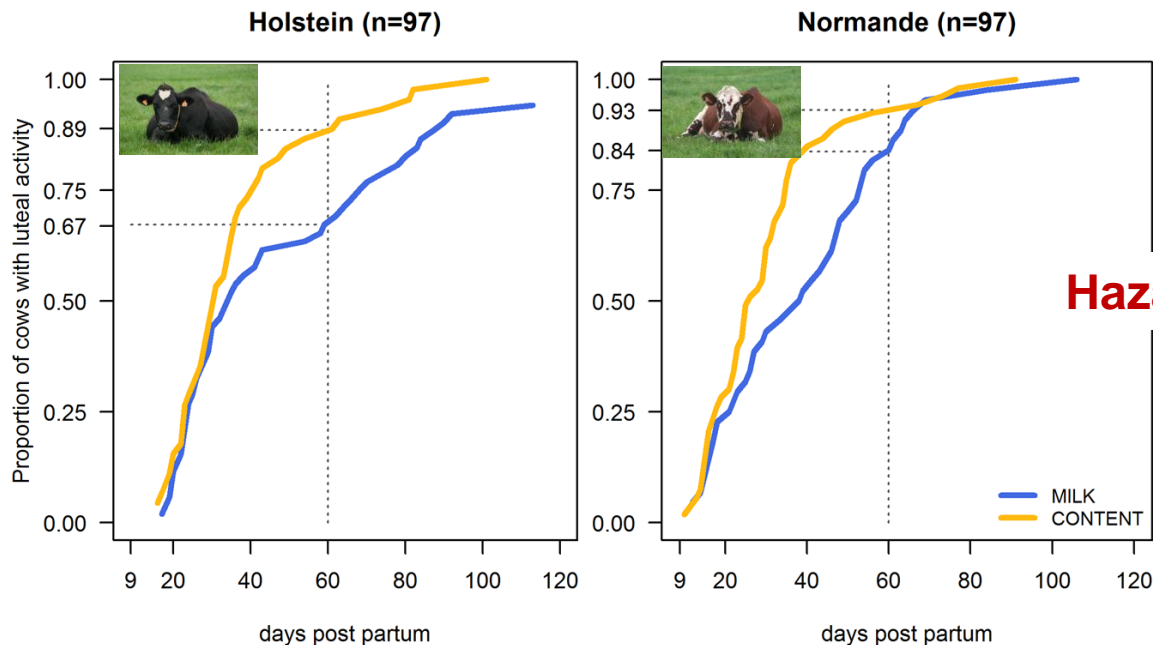 Holstein (n=97)
Normande (n=97)
Proportion of cows with luteal activity
1.00
0.89
0.75
0.67
0.50
0.25
0.00
9 20 40 60 80 100 120
days post partum
1.00
0.93
0.84
0.75
0.50
0.25
0.00
9 20 40 60 80 100 120
days post partum
MILK
CONTENT
Haza